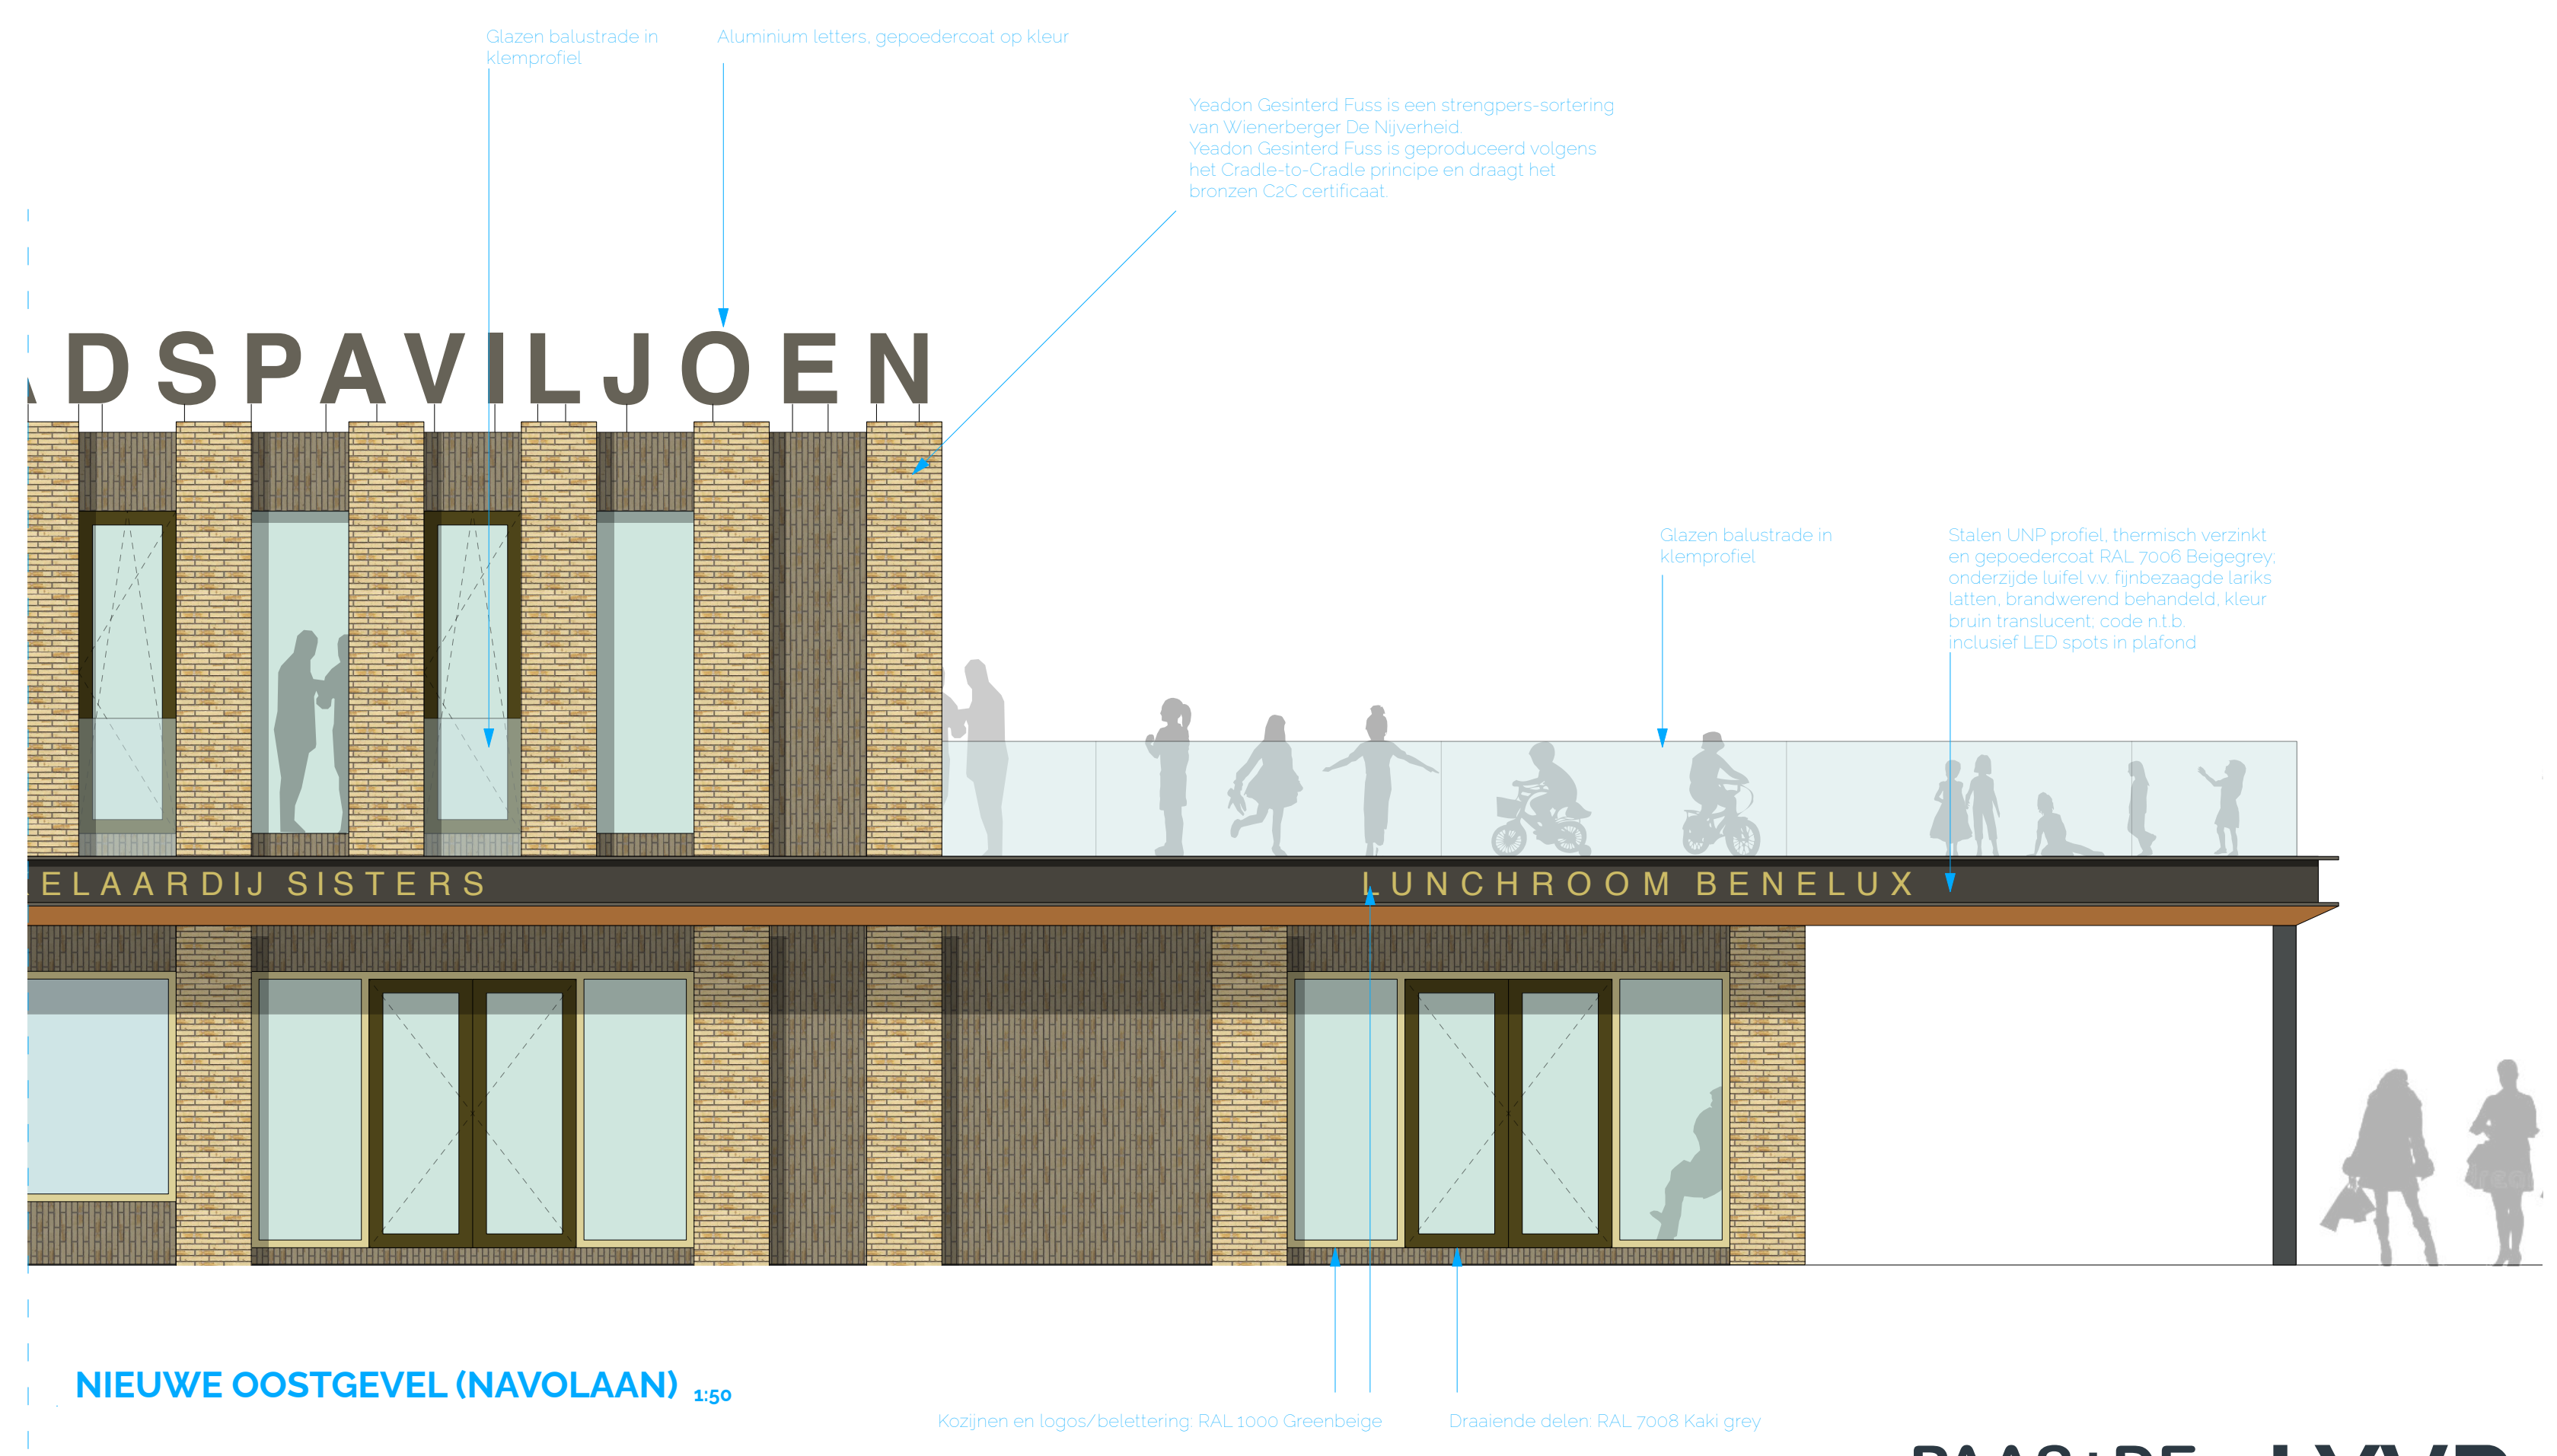 Glazen balustrade in
klemprofiel
Aluminium letters, gepoedercoat op kleur
Yeadon Gesinterd Fuss is een strengpers-sortering
van Wienerberger De Nijverheid.
Yeadon Gesinterd Fuss is geproduceerd volgens
het Cradle-to-Cradle principe en draagt het
bronzen C2C certificaat.
ADSPAVILJOEN
Glazen balustrade in
klemprofiel
Stalen UNP profiel, thermisch verzinkt
en gepoedercoat RAL 7006 Beigegrey;
onderzijde luifel v.v. fijnbezaagde lariks
latten, brandwerend behandeld, kleur
bruin translucent; code n.t.b.
inclusief LED spots in plafond
ELAARDIJ SISTERS
LUNCHROOM BENELUX
NIEUWE OOSTGEVEL (NAVOLAAN) 1:50
Kozijnen en logos/belettering: RAL 1000 Greenbeige
Draaiende delen: RAL 7008 Kaki grey